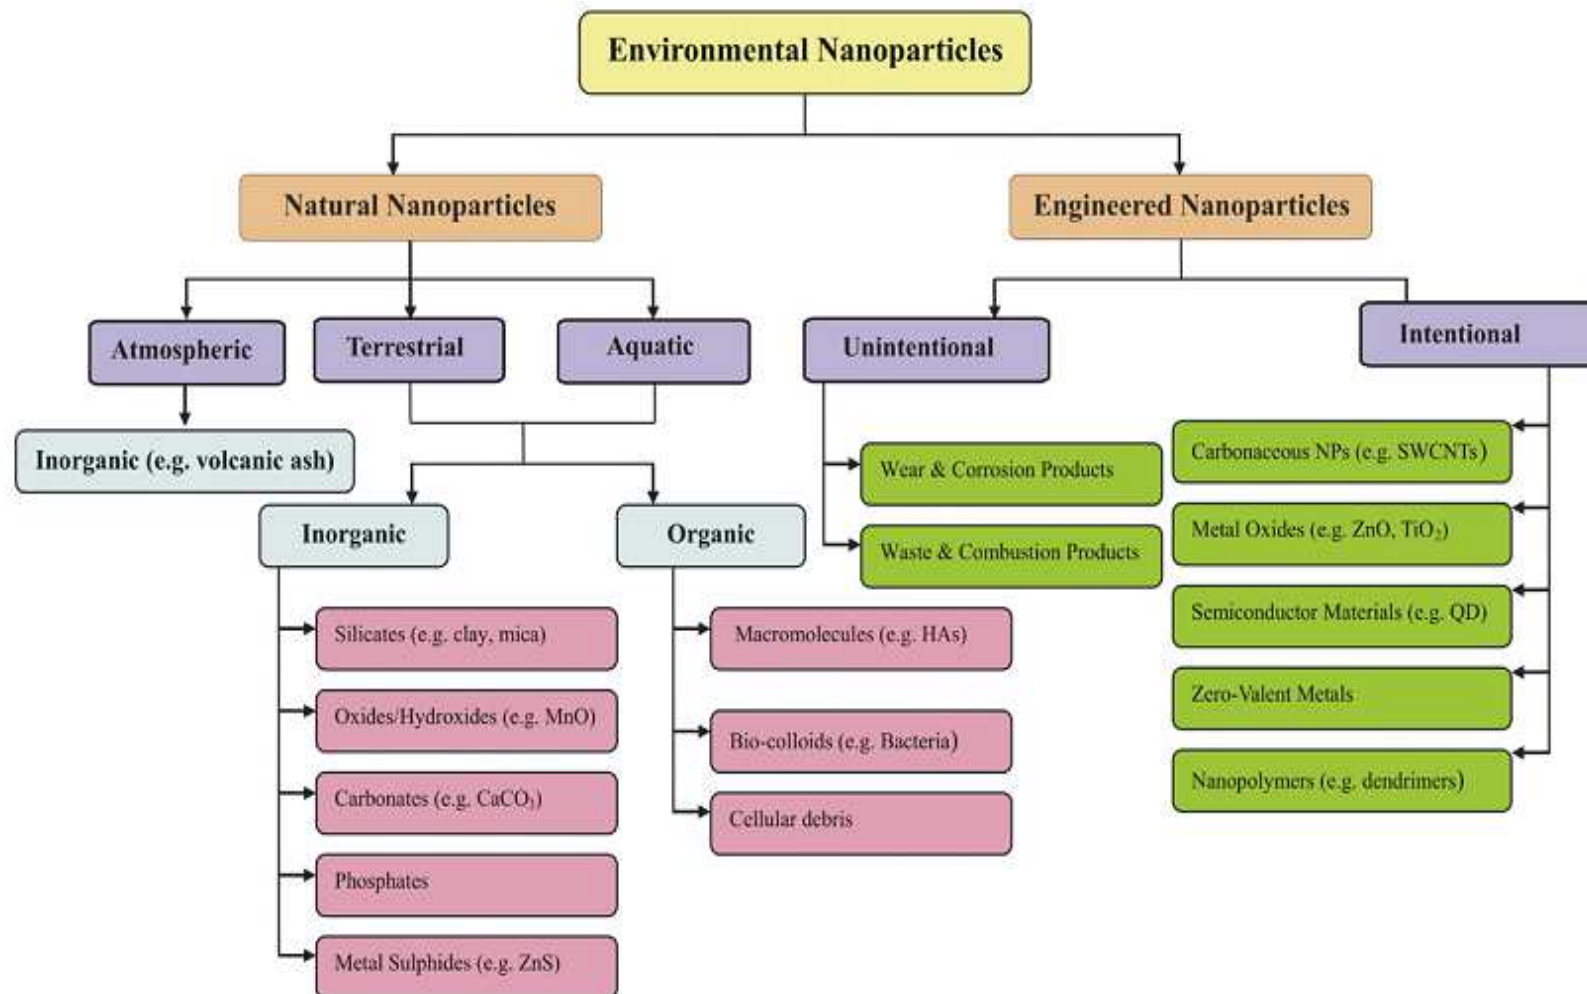 Environmental Nanoparticles
Natural Nanoparticles
Engineered Nanoparticles
Atmospheric
Terrestrial
Aquatic
Unintentional
Intentional
Inorganic (e.g. volcanic ash)
Inorganic
Organic
Silicates (e.g. clay, mica)
Oxides/Hydroxides (e.g. MnO)
Carbonates (e.g. CaCO₃)
Phosphates
Metal Sulphides (e.g. ZnS)
Macromolecules (e.g. HAs)
Bio-colloids (e.g. Bacteria)
Cellular debris
Wear & Corrosion Products
Waste & Combustion Products
Carbonaceous NPs (e.g. SWCNTs)
Metal Oxides (e.g. ZnO, TiO₂)
Semiconductor Materials (e.g. QD)
Zero-Valent Metals
Nanopolymers (e.g. dendrimers)